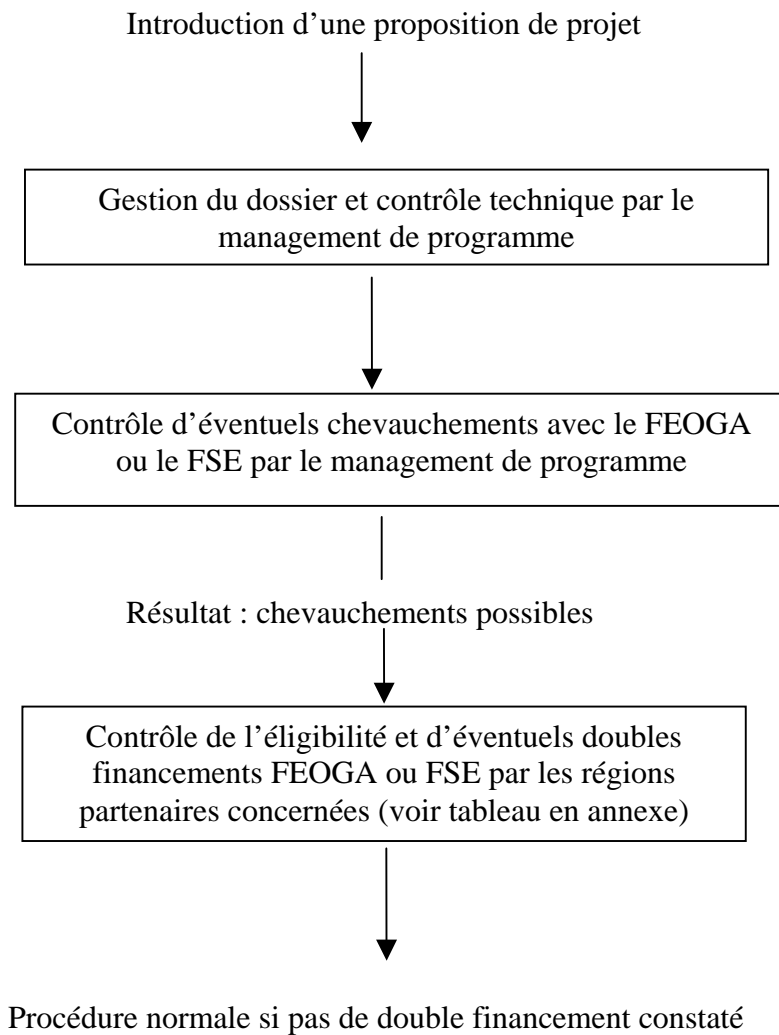 Introduction d’une proposition de projet
Gestion du dossier et contrôle technique par le
management de programme
Contrôle d’éventuels chevauchements avec le FEOGA
ou le FSE par le management de programme
Résultat : chevauchements possibles
Contrôle de l’éligibilité et d’éventuels doubles
financements FEOGA ou FSE par les régions
partenaires concernées (voir tableau en annexe)
Procédure normale si pas de double financement constaté